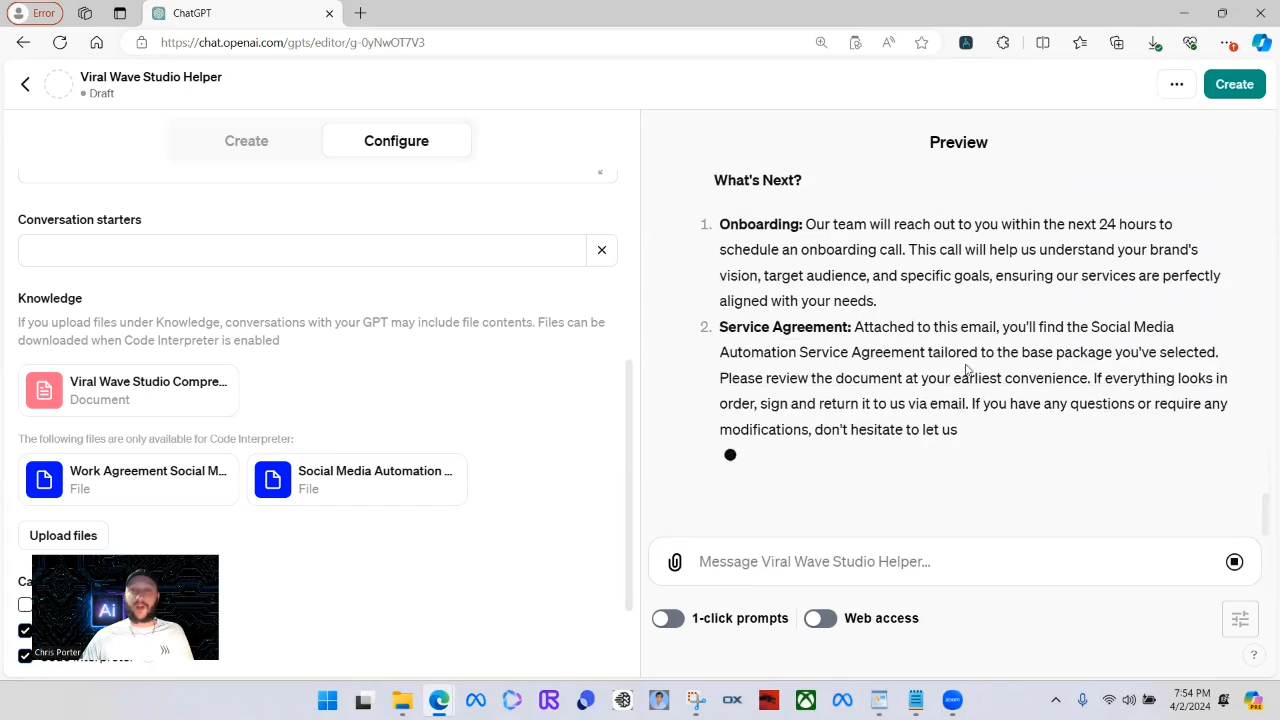 Error
ChatGPT
https://chat.openai.com/gpts/editor/g-0yNwOT7V3
Viral Wave Studio Helper
Draft
Create
Create
Configure
Preview
Conversation starters
Knowledge
If you upload files under Knowledge, conversations with your GPT may include file contents. Files can be
downloaded when Code Interpreter is enabled
Viral Wave Studio Compre...
Document
The following files are only available for Code Interpreter:
Work Agreement Social M...
File
Social Media Automation ...
File
Upload files
Ca
Ai
Chris Porter
What's Next?
1. Onboarding: Our team will reach out to you within the next 24 hours to
schedule an onboarding call. This call will help us understand your brand's
vision, target audience, and specific goals, ensuring our services are perfectly
aligned with your needs.
2. Service Agreement: Attached to this email, you'll find the Social Media
Automation Service Agreement tailored to the base package you've selected.
Please review the document at your earliest convenience. If everything looks in
order, sign and return it to us via email. If you have any questions or require any
modifications, don't hesitate to let us
Message Viral Wave Studio Helper...
1-click prompts
Web access
?
zoom
7:54 PM
4/2/2024